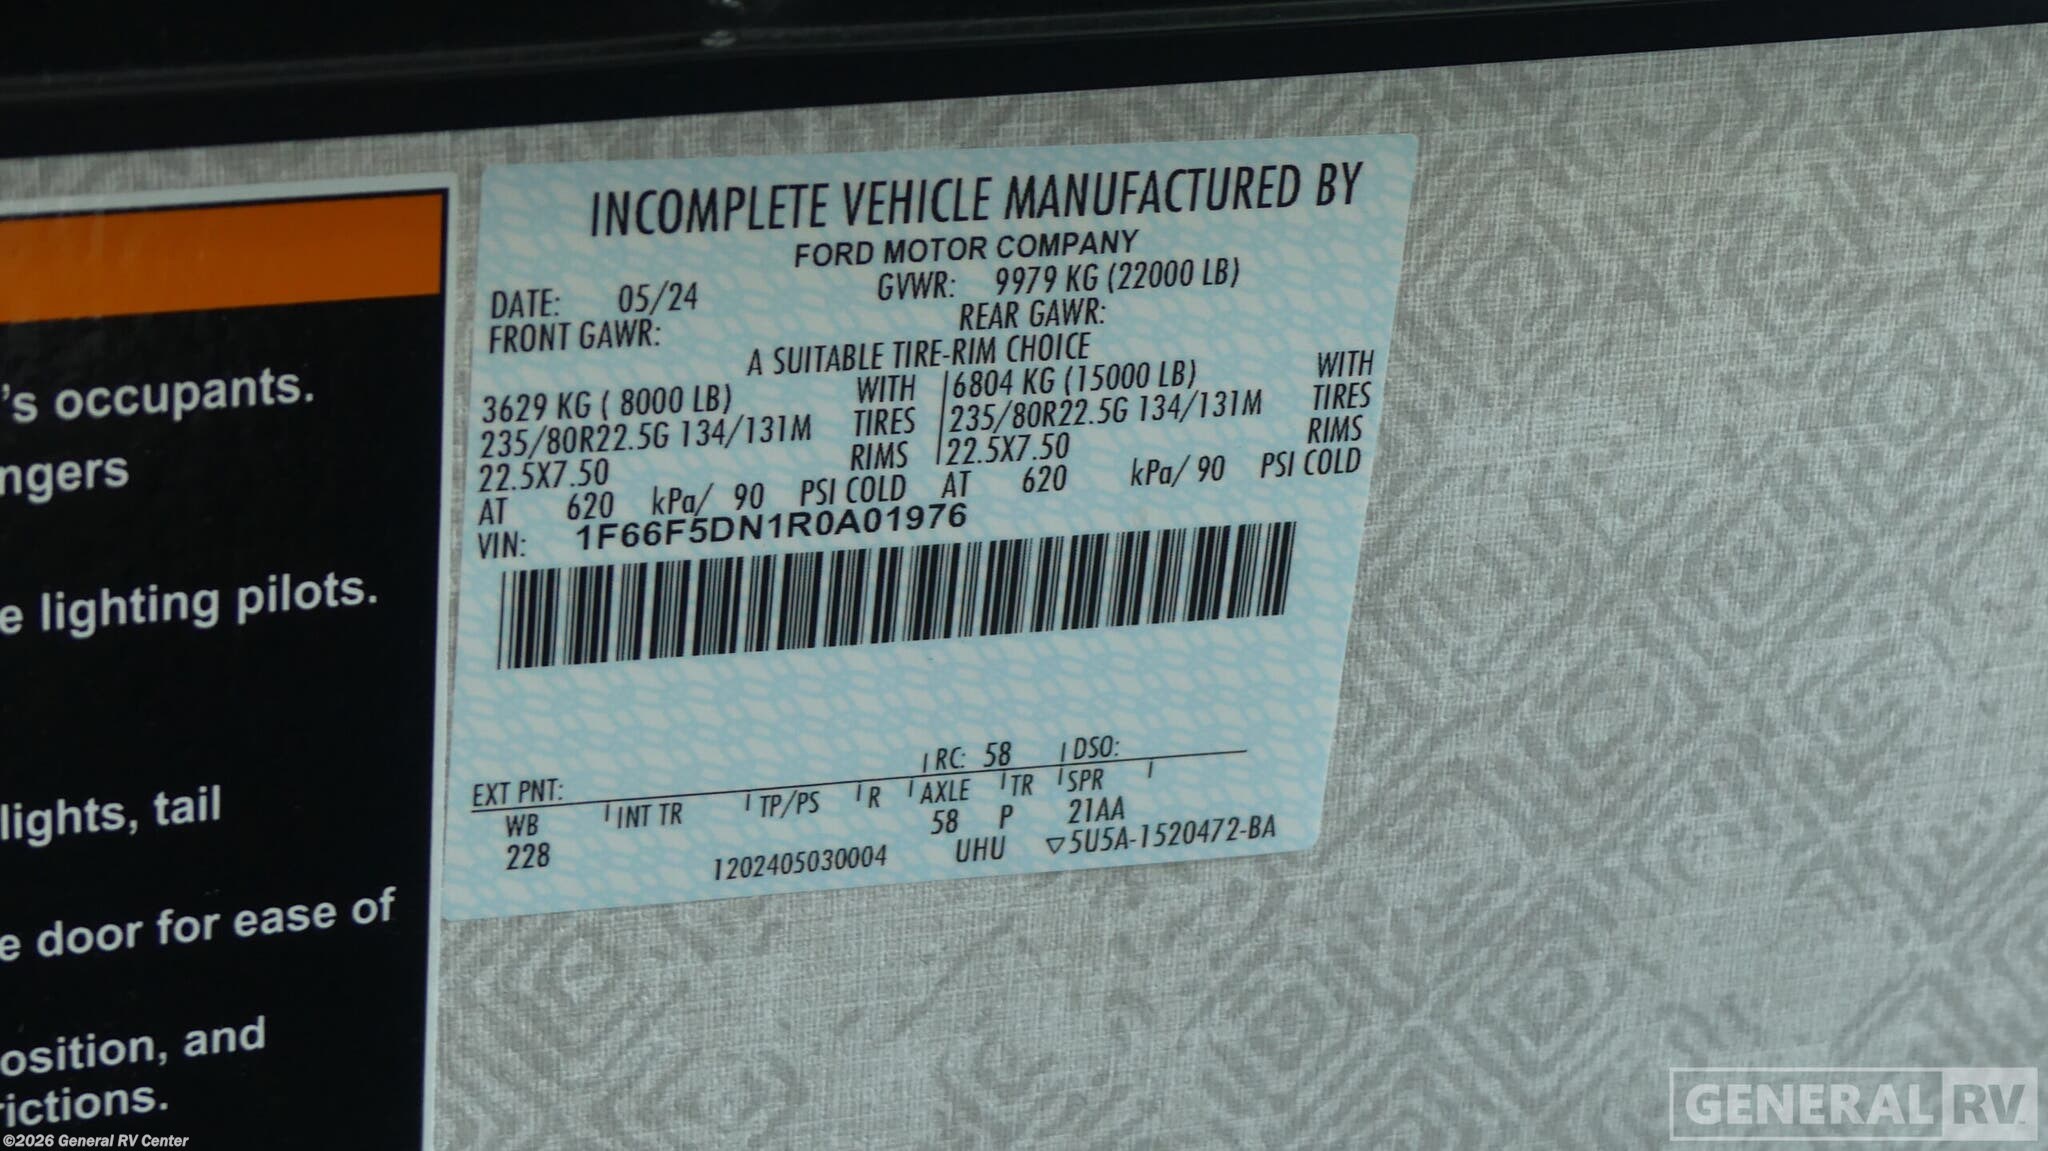 INCOMPLETE VEHICLE MANUFACTURED BY
FORD MOTOR COMPANY
DATE: 05/24 GVWR: 9979 KG (22000 LB)
FRONT GAWR: REAR GAWR:
A SUITABLE TIRE-RIM CHOICE
3629 KG ( 8000 LB) WITH 6804 KG (15000 LB) WITH
235/80R22.5G 134/131M TIRES 235/80R22.5G 134/131M TIRES
22.5X7.50 RIMS 22.5X7.50 RIMS
AT 620 kPa/ 90 PSI COLD AT 620 kPa/ 90 PSI COLD
VIN: 1F66F5DN1R0A01976
EXT PNT: RC: 58 DSO:
WB INT TR TP/PS R AXLE TR SPR
228 58 P 21AA
1202405030004 UHU ▽5U5A-1520472-BA
's occupants.
ngers
e lighting pilots.
lights, tail
e door for ease of
osition, and
rictions.
©2026 General RV Center
GENERAL RV